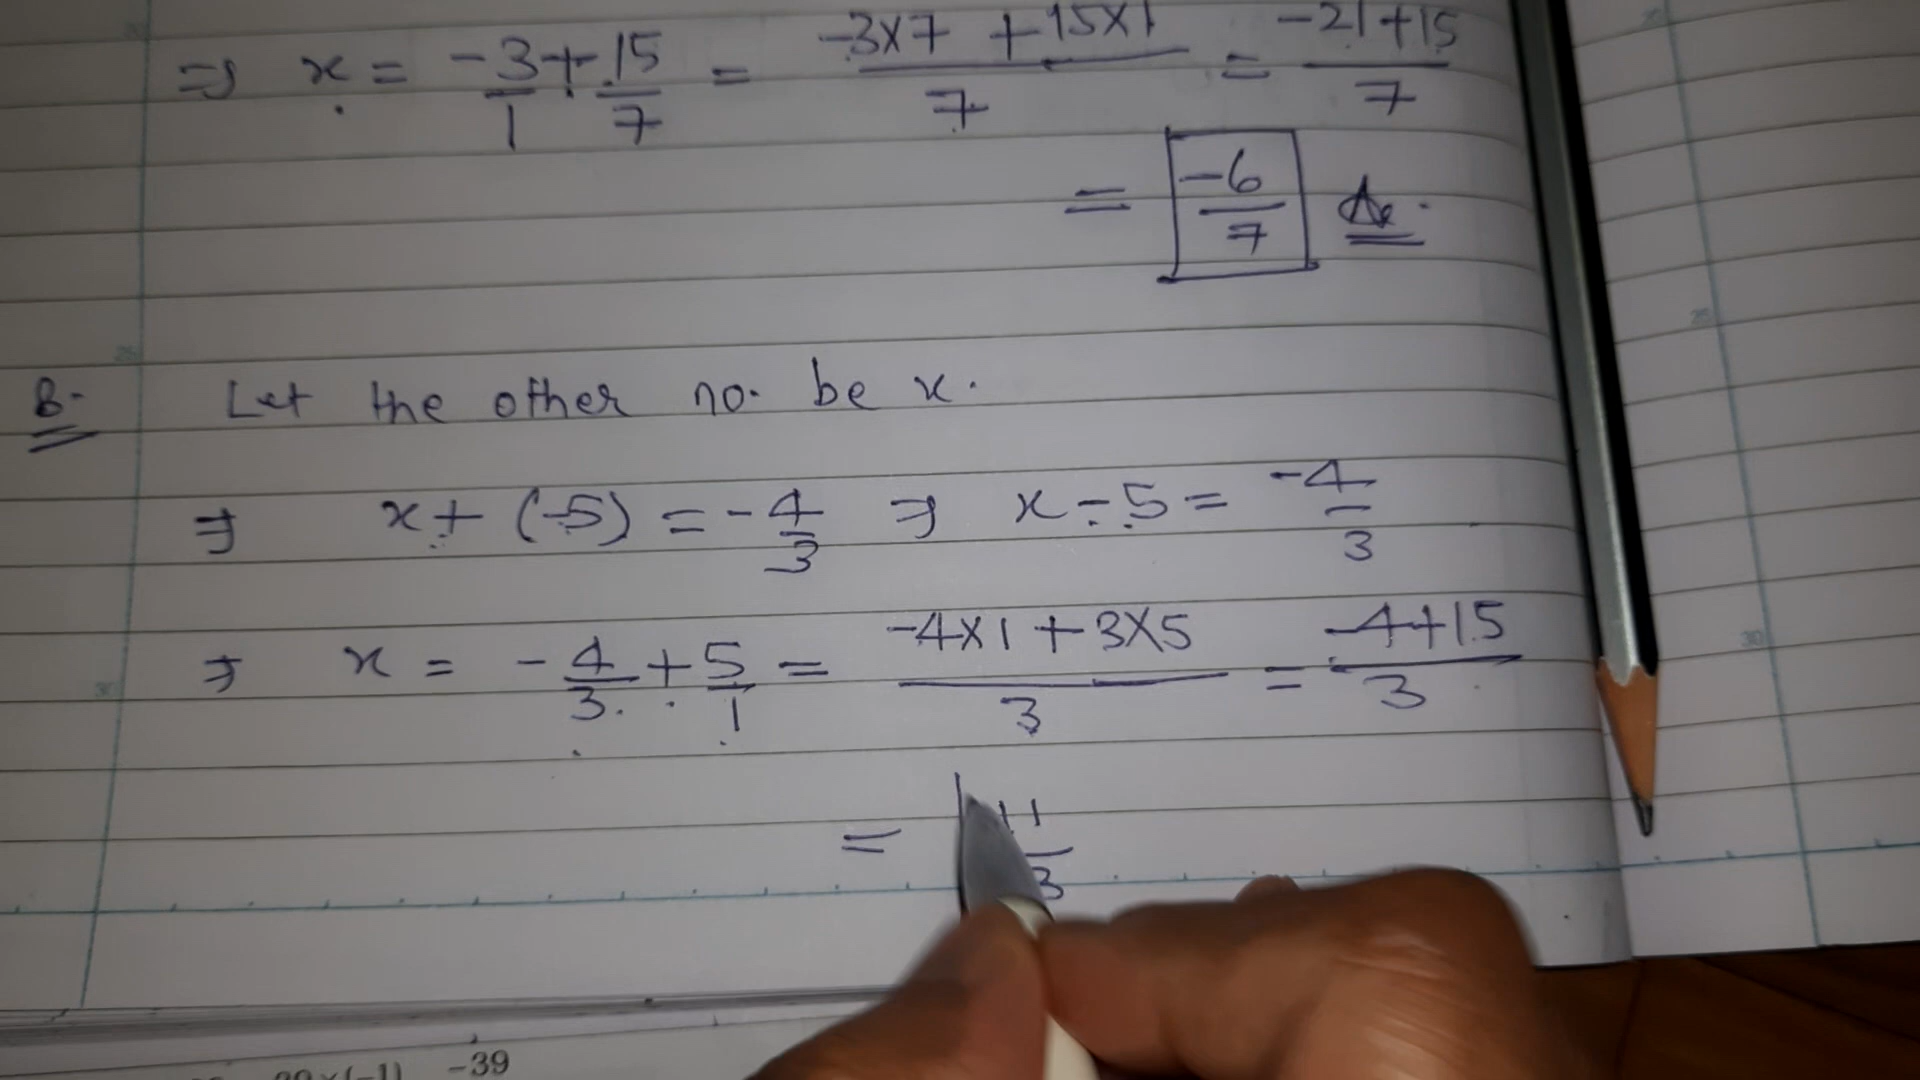 ⇒ x = -3/1 + 15/7 = (-3×7 + 15×1)/7 = (-21+15)/7
= -6/7
8. Let the other no. be x.
⇒ x + (-5) = -4/3 ⇒ x - 5 = -4/3
⇒ x = -4/3 + 5/1 = (-4×1 + 3×5)/3 = (-4+15)/3
= 11/3
-39